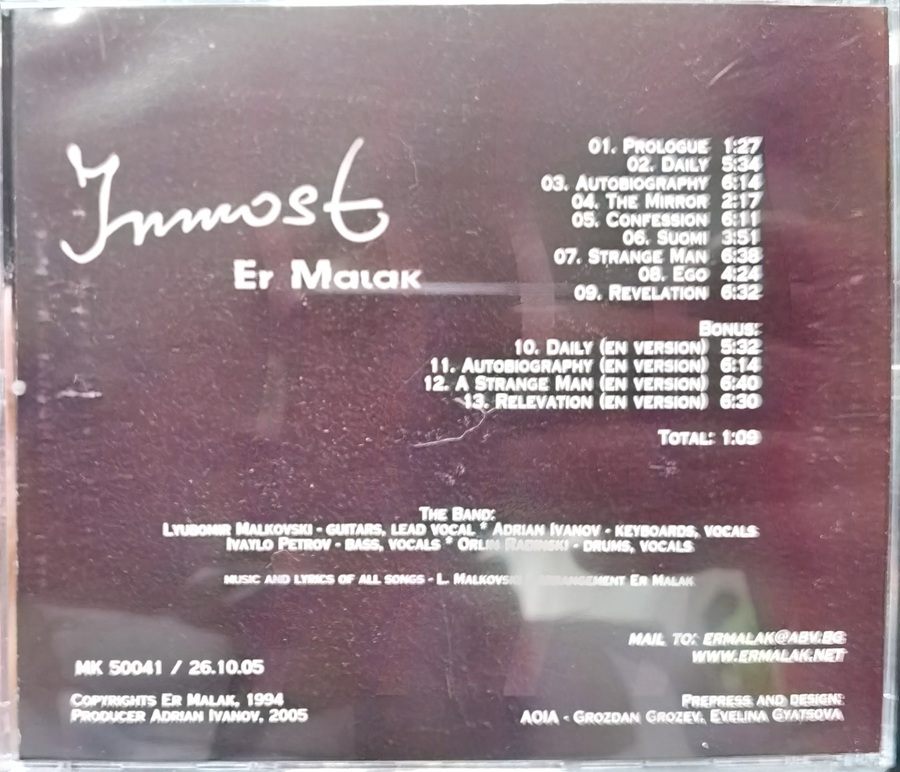 Inmost
Er Malak
01. Prologue 1:27
02. Daily 5:34
03. Autobiography 6:14
04. The Mirror 2:17
05. Confession 6:11
06. Suomi 3:51
07. Strange Man 6:38
08. Ego 4:24
09. Revelation 6:32
Bonus:
10. Daily (en version) 5:32
11. Autobiography (en version) 6:14
12. A Strange Man (en version) 6:40
13. Relevation (en version) 6:30
Total: 1:09
The Band:
Lyubomir Malkovski - guitars, lead vocal * Adrian Ivanov - keyboards, vocals
Ivaylo Petrov - bass, vocals * Orlin Radinski - drums, vocals
music and lyrics of all songs - L. Malkovski arrangement Er Malak
mail to: ermalak@abv.bg
www.ermalak.net
MK 50041 / 26.10.05
Copyrights Er Malak, 1994
Producer Adrian Ivanov, 2005
Prepress and design:
AOIA - Grozdan Grozev, Evelina Gyatsova